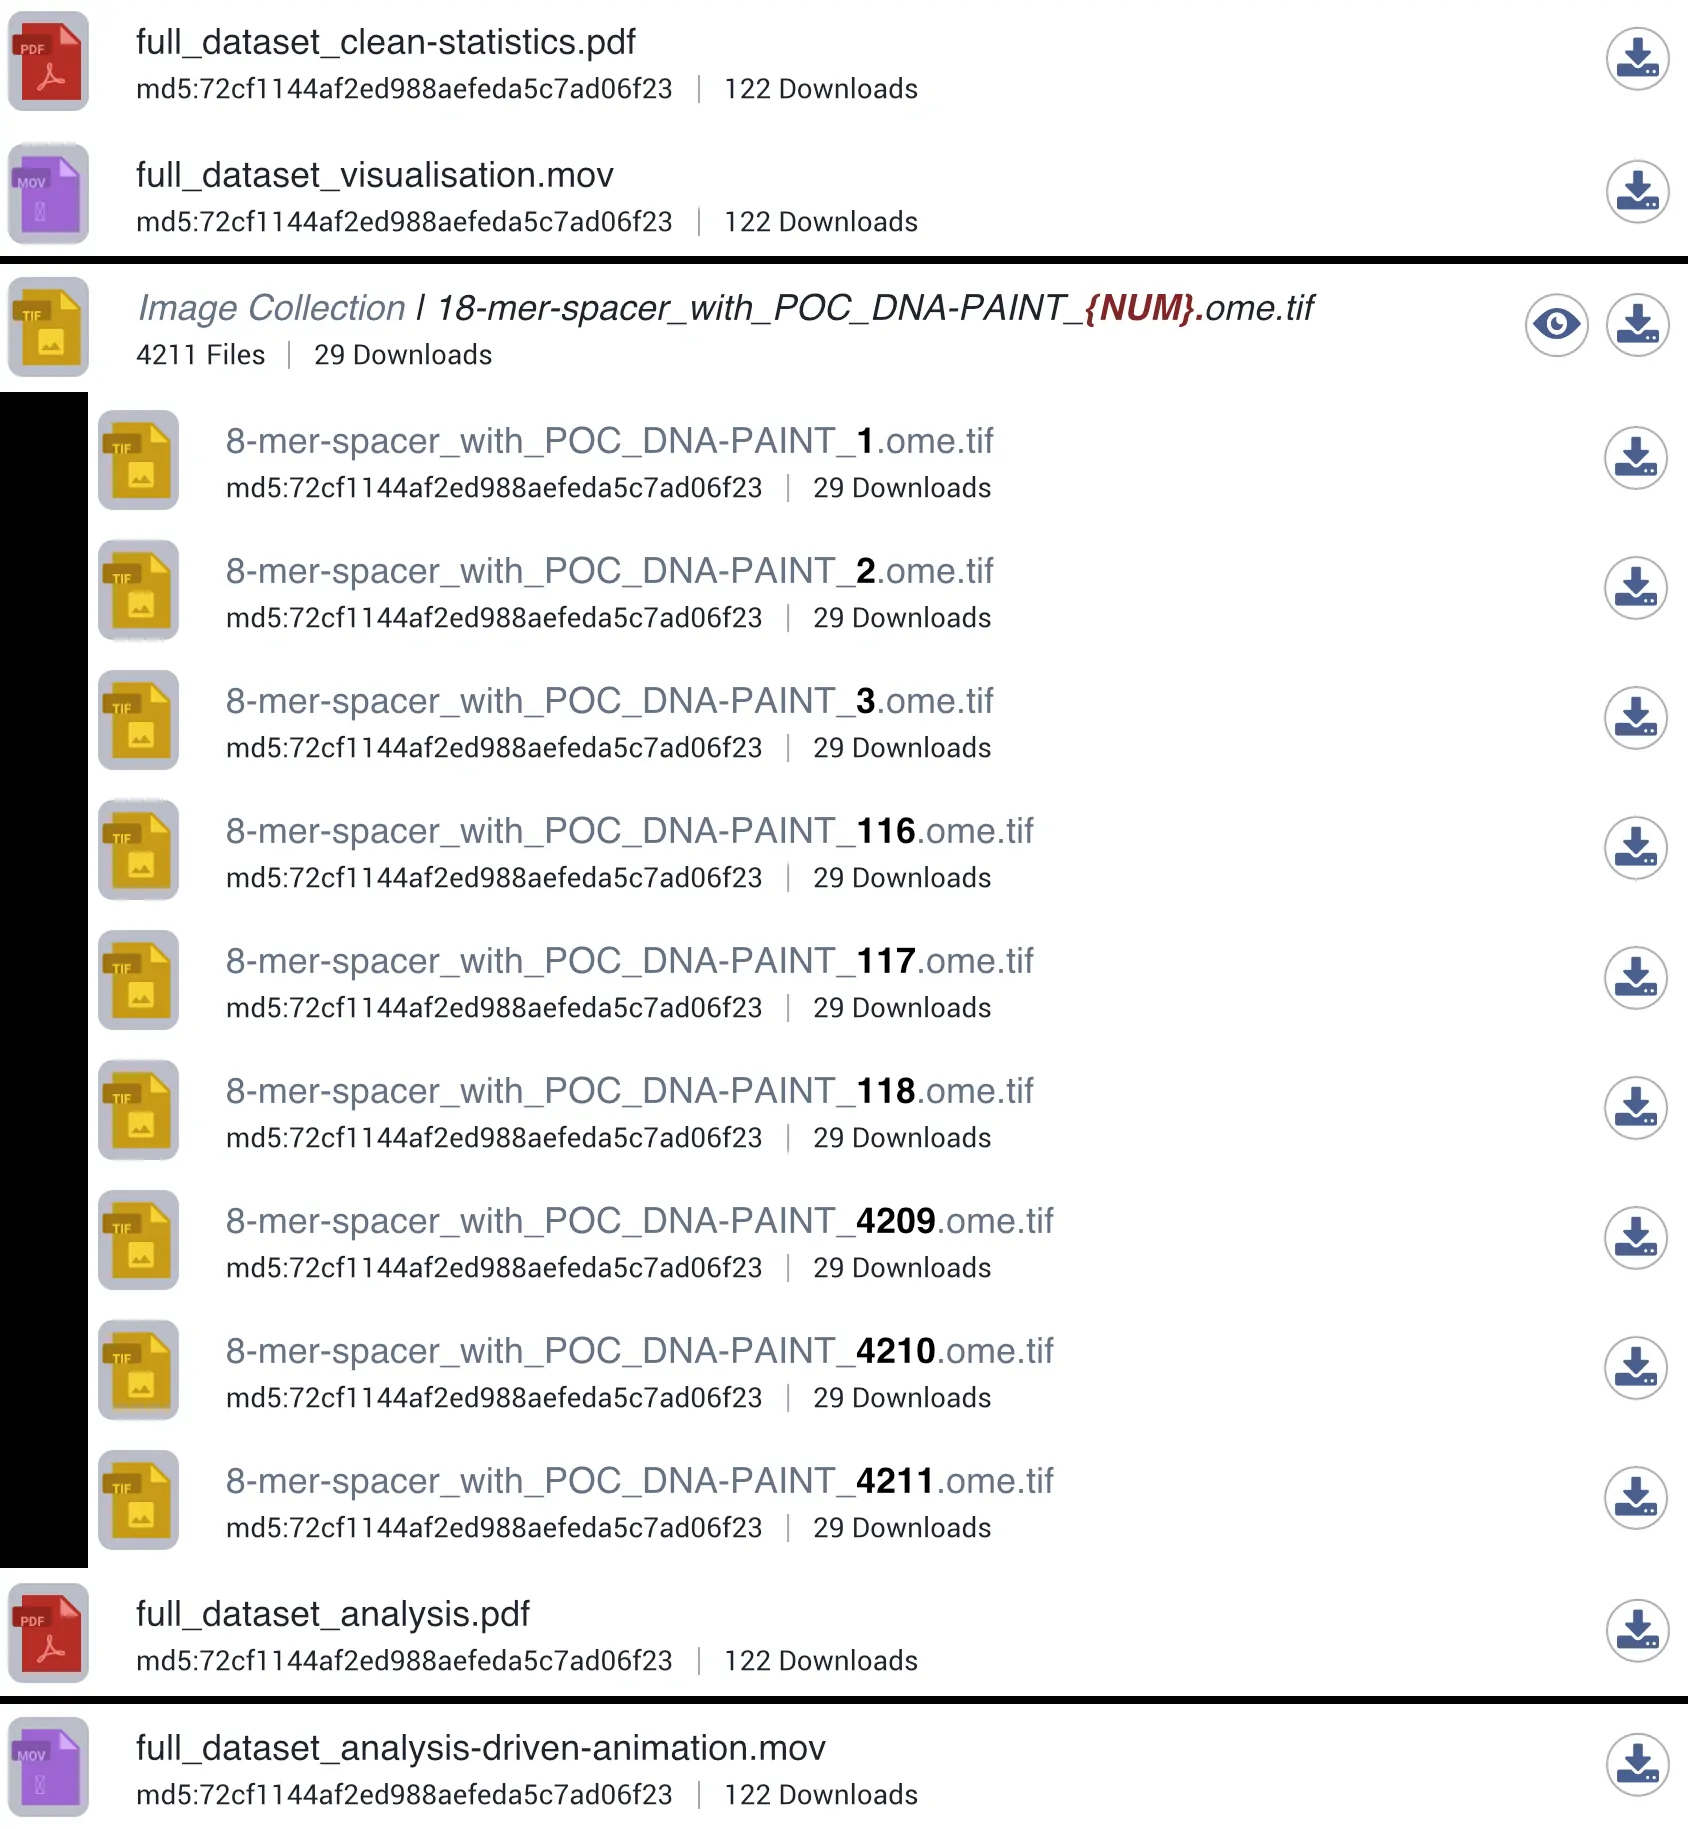 PDF
full_dataset_clean-statistics.pdf
md5:72cf1144af2ed988aefeda5c7ad06f23 | 122 Downloads
MOV
full_dataset_visualisation.mov
md5:72cf1144af2ed988aefeda5c7ad06f23 | 122 Downloads
TIF
Image Collection | 18-mer-spacer_with_POC_DNA-PAINT_{NUM}.ome.tif
4211 Files | 29 Downloads
TIF
8-mer-spacer_with_POC_DNA-PAINT_1.ome.tif
md5:72cf1144af2ed988aefeda5c7ad06f23 | 29 Downloads
TIF
8-mer-spacer_with_POC_DNA-PAINT_2.ome.tif
md5:72cf1144af2ed988aefeda5c7ad06f23 | 29 Downloads
TIF
8-mer-spacer_with_POC_DNA-PAINT_3.ome.tif
md5:72cf1144af2ed988aefeda5c7ad06f23 | 29 Downloads
TIF
8-mer-spacer_with_POC_DNA-PAINT_116.ome.tif
md5:72cf1144af2ed988aefeda5c7ad06f23 | 29 Downloads
TIF
8-mer-spacer_with_POC_DNA-PAINT_117.ome.tif
md5:72cf1144af2ed988aefeda5c7ad06f23 | 29 Downloads
TIF
8-mer-spacer_with_POC_DNA-PAINT_118.ome.tif
md5:72cf1144af2ed988aefeda5c7ad06f23 | 29 Downloads
TIF
8-mer-spacer_with_POC_DNA-PAINT_4209.ome.tif
md5:72cf1144af2ed988aefeda5c7ad06f23 | 29 Downloads
TIF
8-mer-spacer_with_POC_DNA-PAINT_4210.ome.tif
md5:72cf1144af2ed988aefeda5c7ad06f23 | 29 Downloads
TIF
8-mer-spacer_with_POC_DNA-PAINT_4211.ome.tif
md5:72cf1144af2ed988aefeda5c7ad06f23 | 29 Downloads
PDF
full_dataset_analysis.pdf
md5:72cf1144af2ed988aefeda5c7ad06f23 | 122 Downloads
MOV
full_dataset_analysis-driven-animation.mov
md5:72cf1144af2ed988aefeda5c7ad06f23 | 122 Downloads